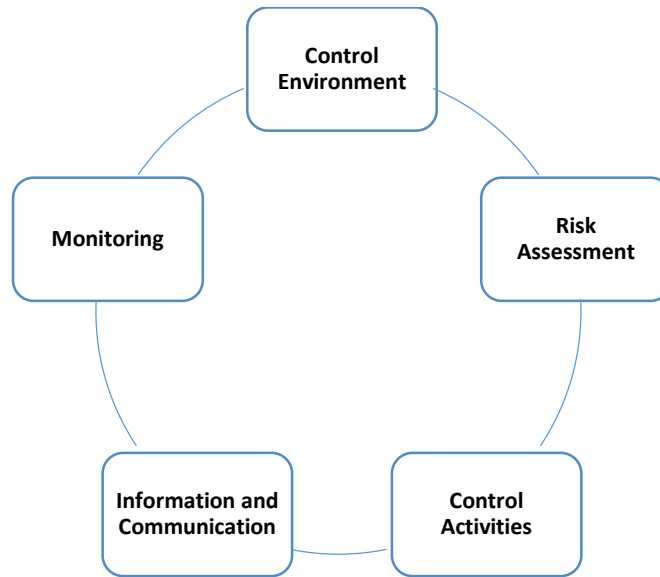 Control
Environment
Risk
Assessment
Control
Activities
Information and
Communication
Monitoring